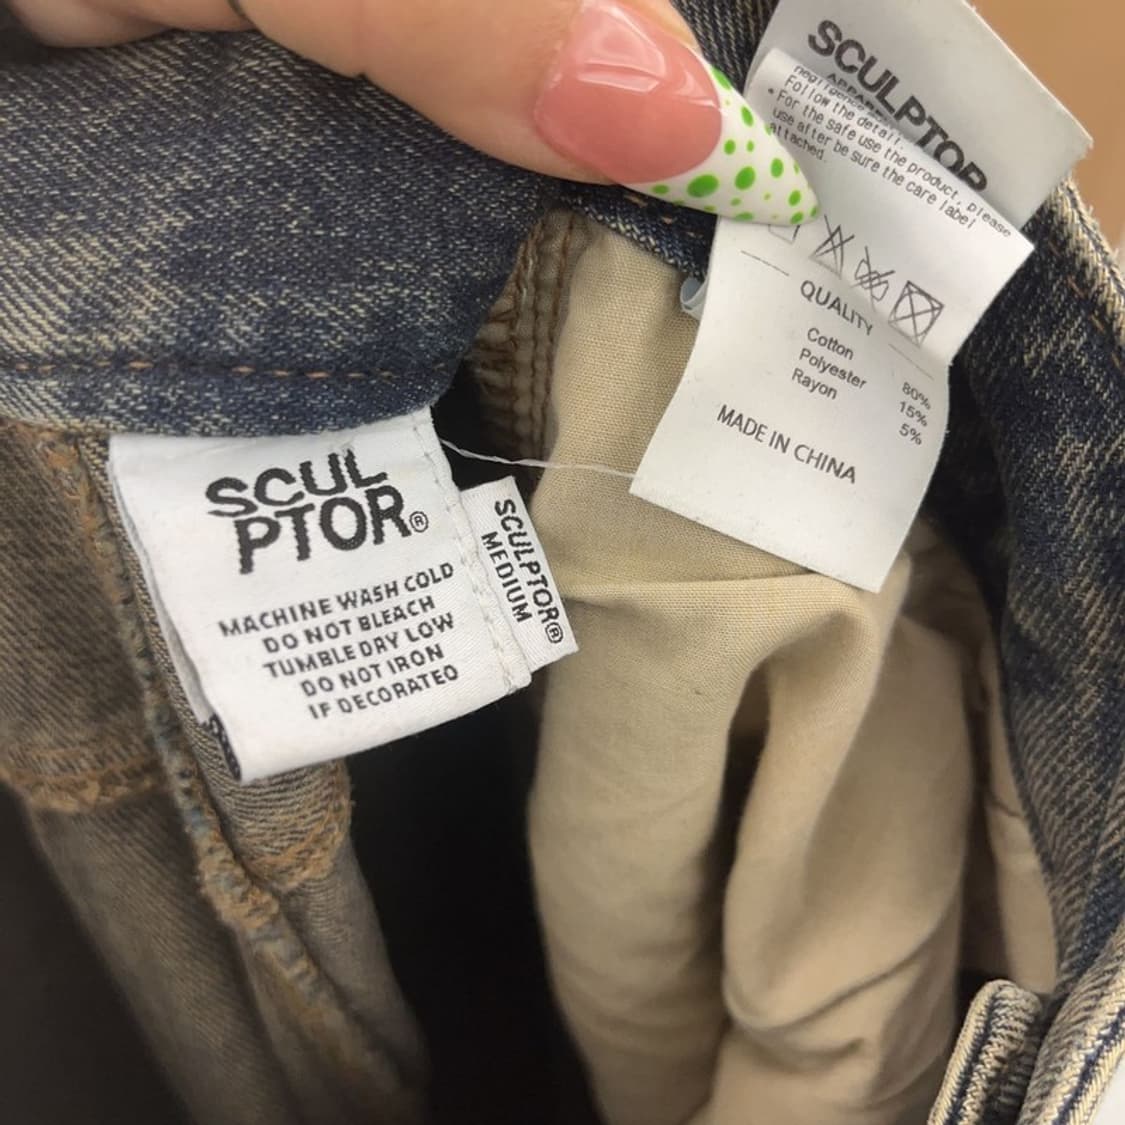 SCUL
PTOR®
MACHINE WASH COLD
DO NOT BLEACH
TUMBLE DRY LOW
DO NOT IRON
IF DECORATED
SCULPTOR®
MEDIUM
SCULPTOR
negligence
Follow the detail.
• For the safe use the product, please
use after be sure the care label
attached.
QUALITY
Cotton 80%
Polyester 15%
Rayon 5%
MADE IN CHINA